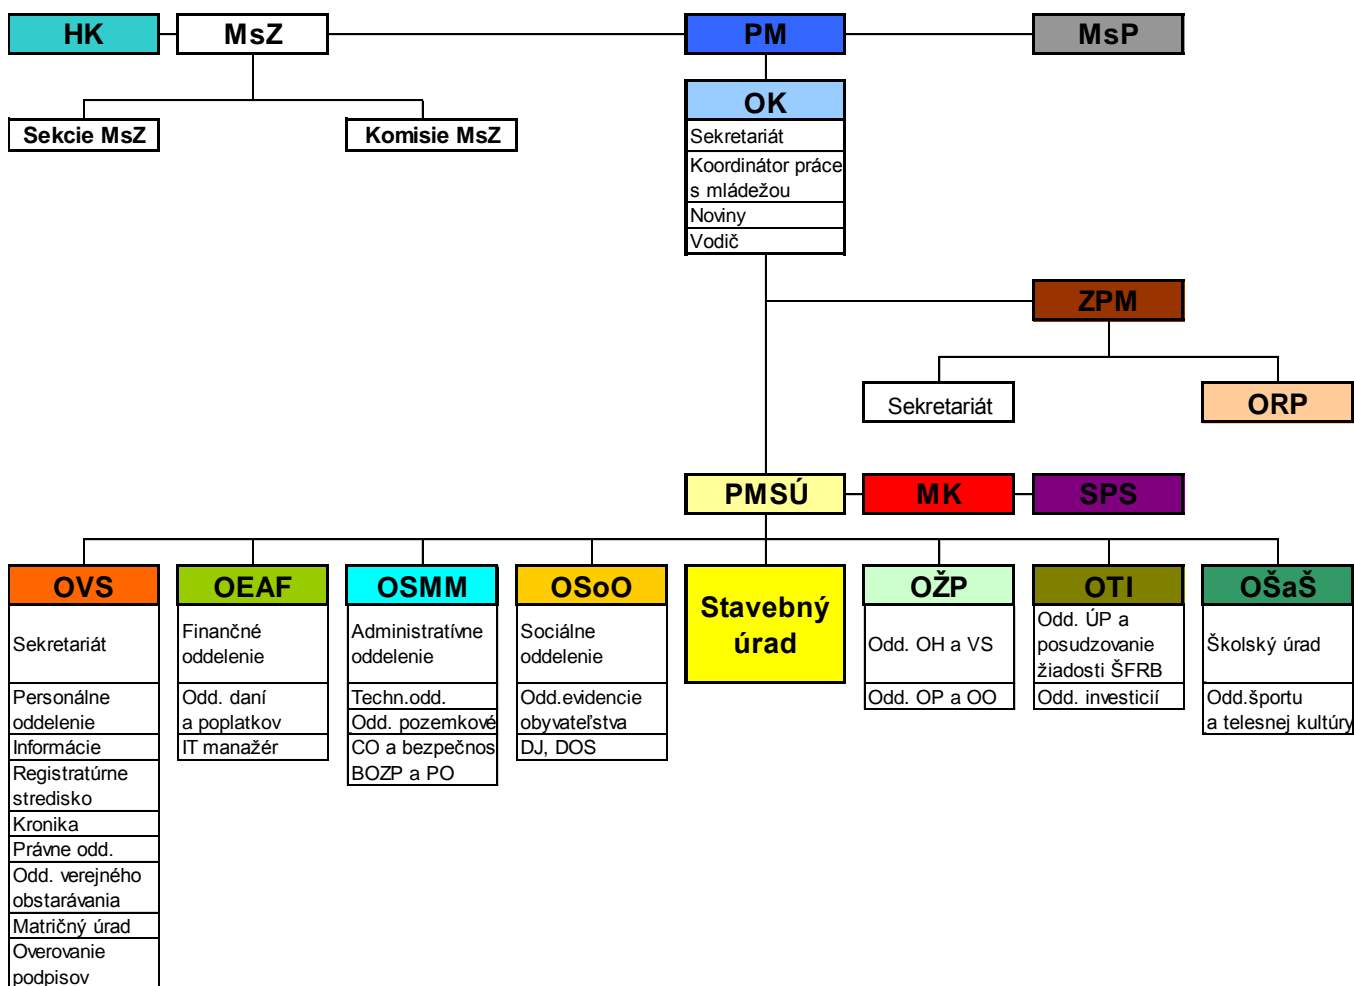 HK
MsZ
PM
MsP
Sekcie MsZ
Komisie MsZ
OK
Sekretariát
Koordinátor práce
s mládežou
Noviny
Vodič
ZPM
Sekretariát
ORP
PMSÚ
MK
SPS
OVS
Sekretariát
Personálne
oddelenie
Informácie
Registratúrne
stredisko
Kronika
Právne odd.
Odd. verejného
obstarávania
Matričný úrad
Overovanie
podpisov
OEAF
Finančné
oddelenie
Odd. daní
a poplatkov
IT manažér
OSMM
Administratívne
oddelenie
Techn.odd.
Odd. pozemkové
CO a bezpečnos
BOZP a PO
OSoO
Sociálne
oddelenie
Odd.evidencie
obyvateľstva
DJ, DOS
Stavebný
úrad
OŽP
Odd. OH a VS
Odd. OP a OO
OTI
Odd. ÚP a
posudzovanie
žiadosti ŠFRB
Odd. investicií
OŠaŠ
Školský úrad
Odd.športu
a telesnej kultúry